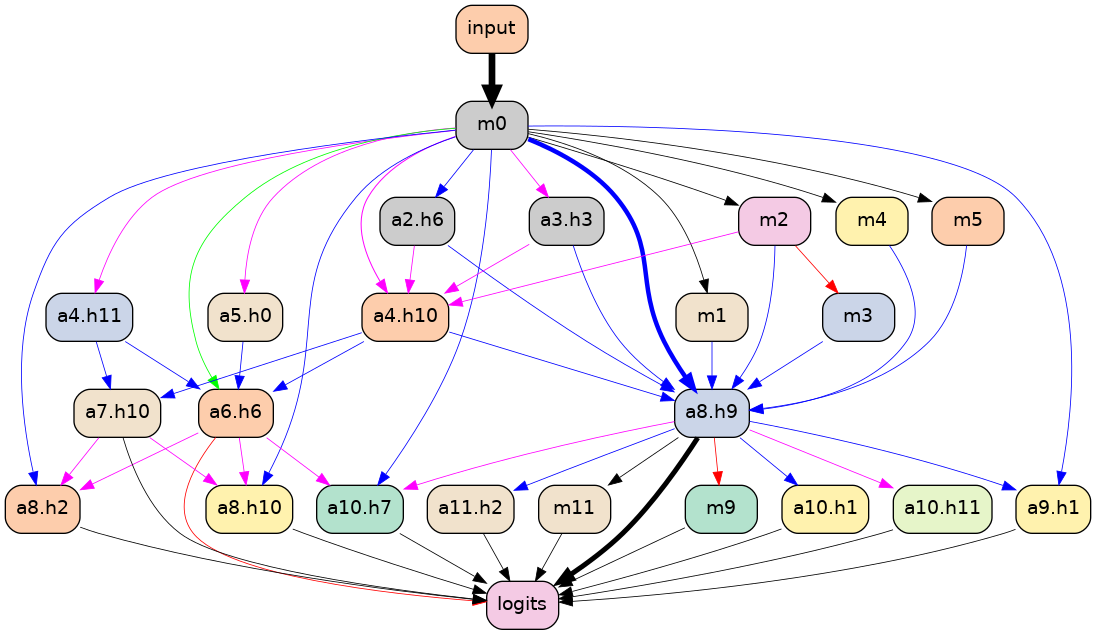 input
m0
a2.h6
a3.h3
m2
m4
m5
a4.h11
a5.h0
a4.h10
m1
m3
a7.h10
a6.h6
a8.h9
a8.h2
a8.h10
a10.h7
a11.h2
m11
m9
a10.h1
a10.h11
a9.h1
logits